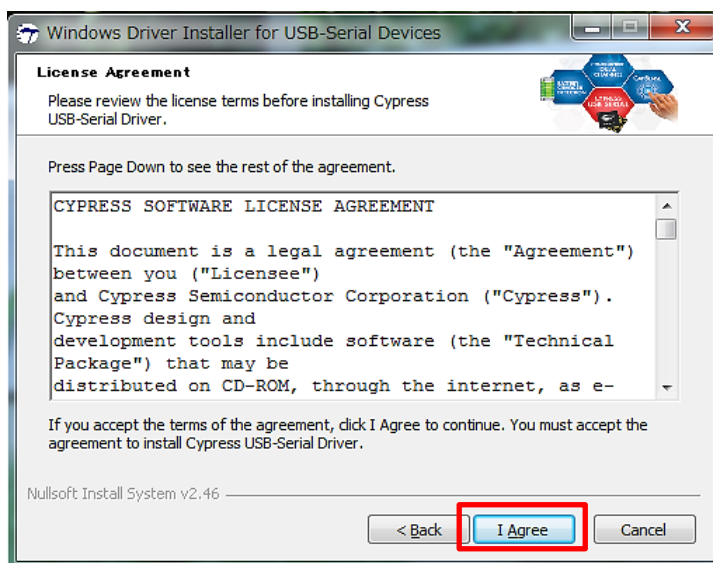 Windows Driver Installer for USB-Serial Devices
License Agreement
Please review the license terms before installing Cypress
USB-Serial Driver.
Press Page Down to see the rest of the agreement.
CYPRESS SOFTWARE LICENSE AGREEMENT
This document is a legal agreement (the "Agreement")
between you ("Licensee")
and Cypress Semiconductor Corporation ("Cypress").
Cypress design and
development tools include software (the "Technical
Package") that may be
distributed on CD-ROM, through the internet, as e-
If you accept the terms of the agreement, click I Agree to continue. You must accept the
agreement to install Cypress USB-Serial Driver.
Nullsoft Install System v2.46
< Back
I Agree
Cancel